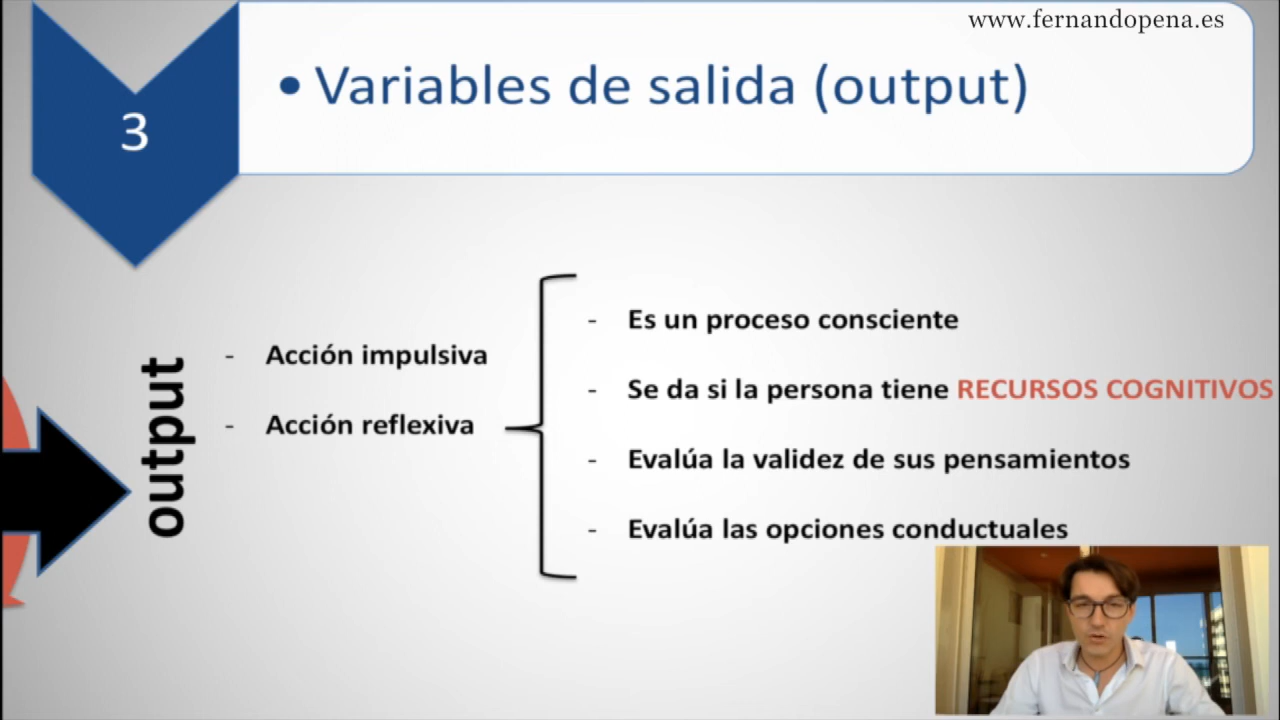 www.fernandopena.es
3
• Variables de salida (output)
output
- Acción impulsiva
- Acción reflexiva
- Es un proceso consciente
- Se da si la persona tiene RECURSOS COGNITIVOS
- Evalúa la validez de sus pensamientos
- Evalúa las opciones conductuales